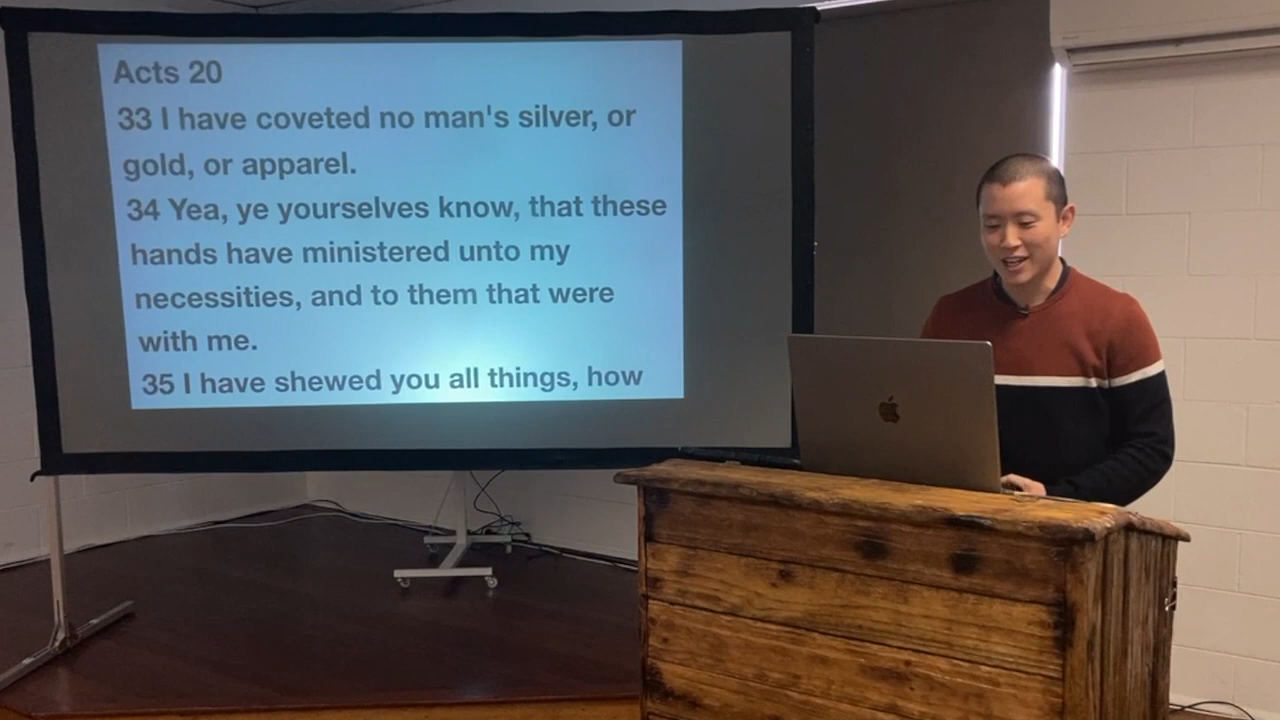 Acts 20
33 I have coveted no man's silver, or
gold, or apparel.
34 Yea, ye yourselves know, that these
hands have ministered unto my
necessities, and to them that were
with me.
35 I have shewed you all things, how